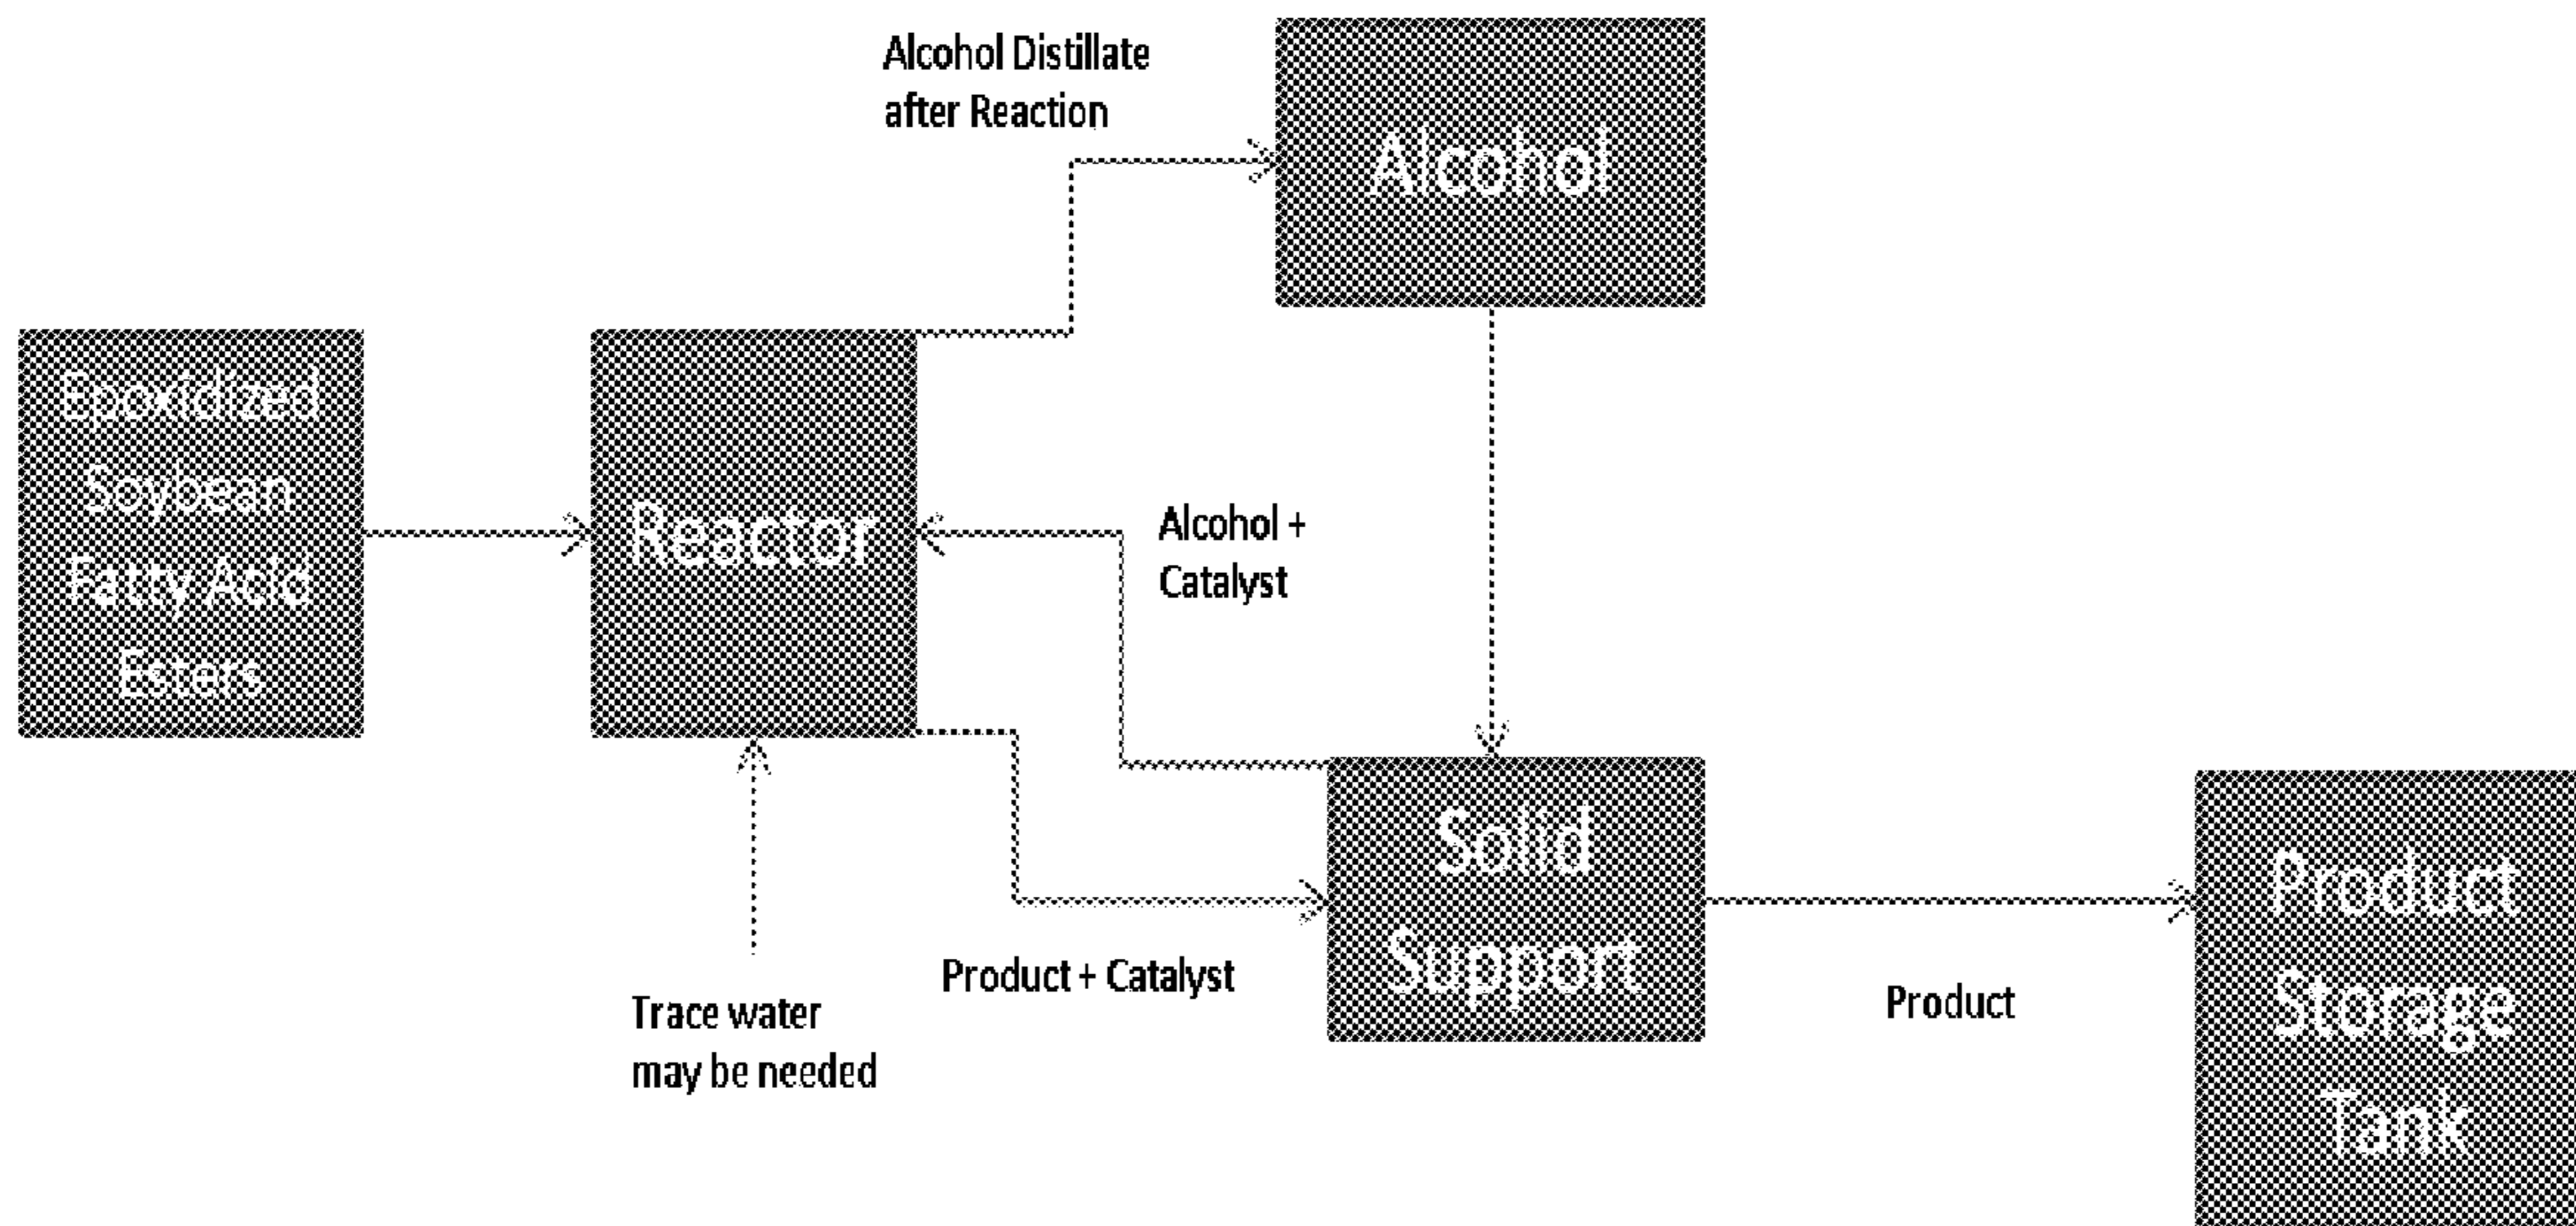 Alcohol Distillate
after Reaction
Alcohol
Epoxidized
Soybean
Fatty Acid
Esters
Reactor
Alcohol +
Catalyst
Solid
Support
Product + Catalyst
Trace water
may be needed
Product
Product
Storage
Tank